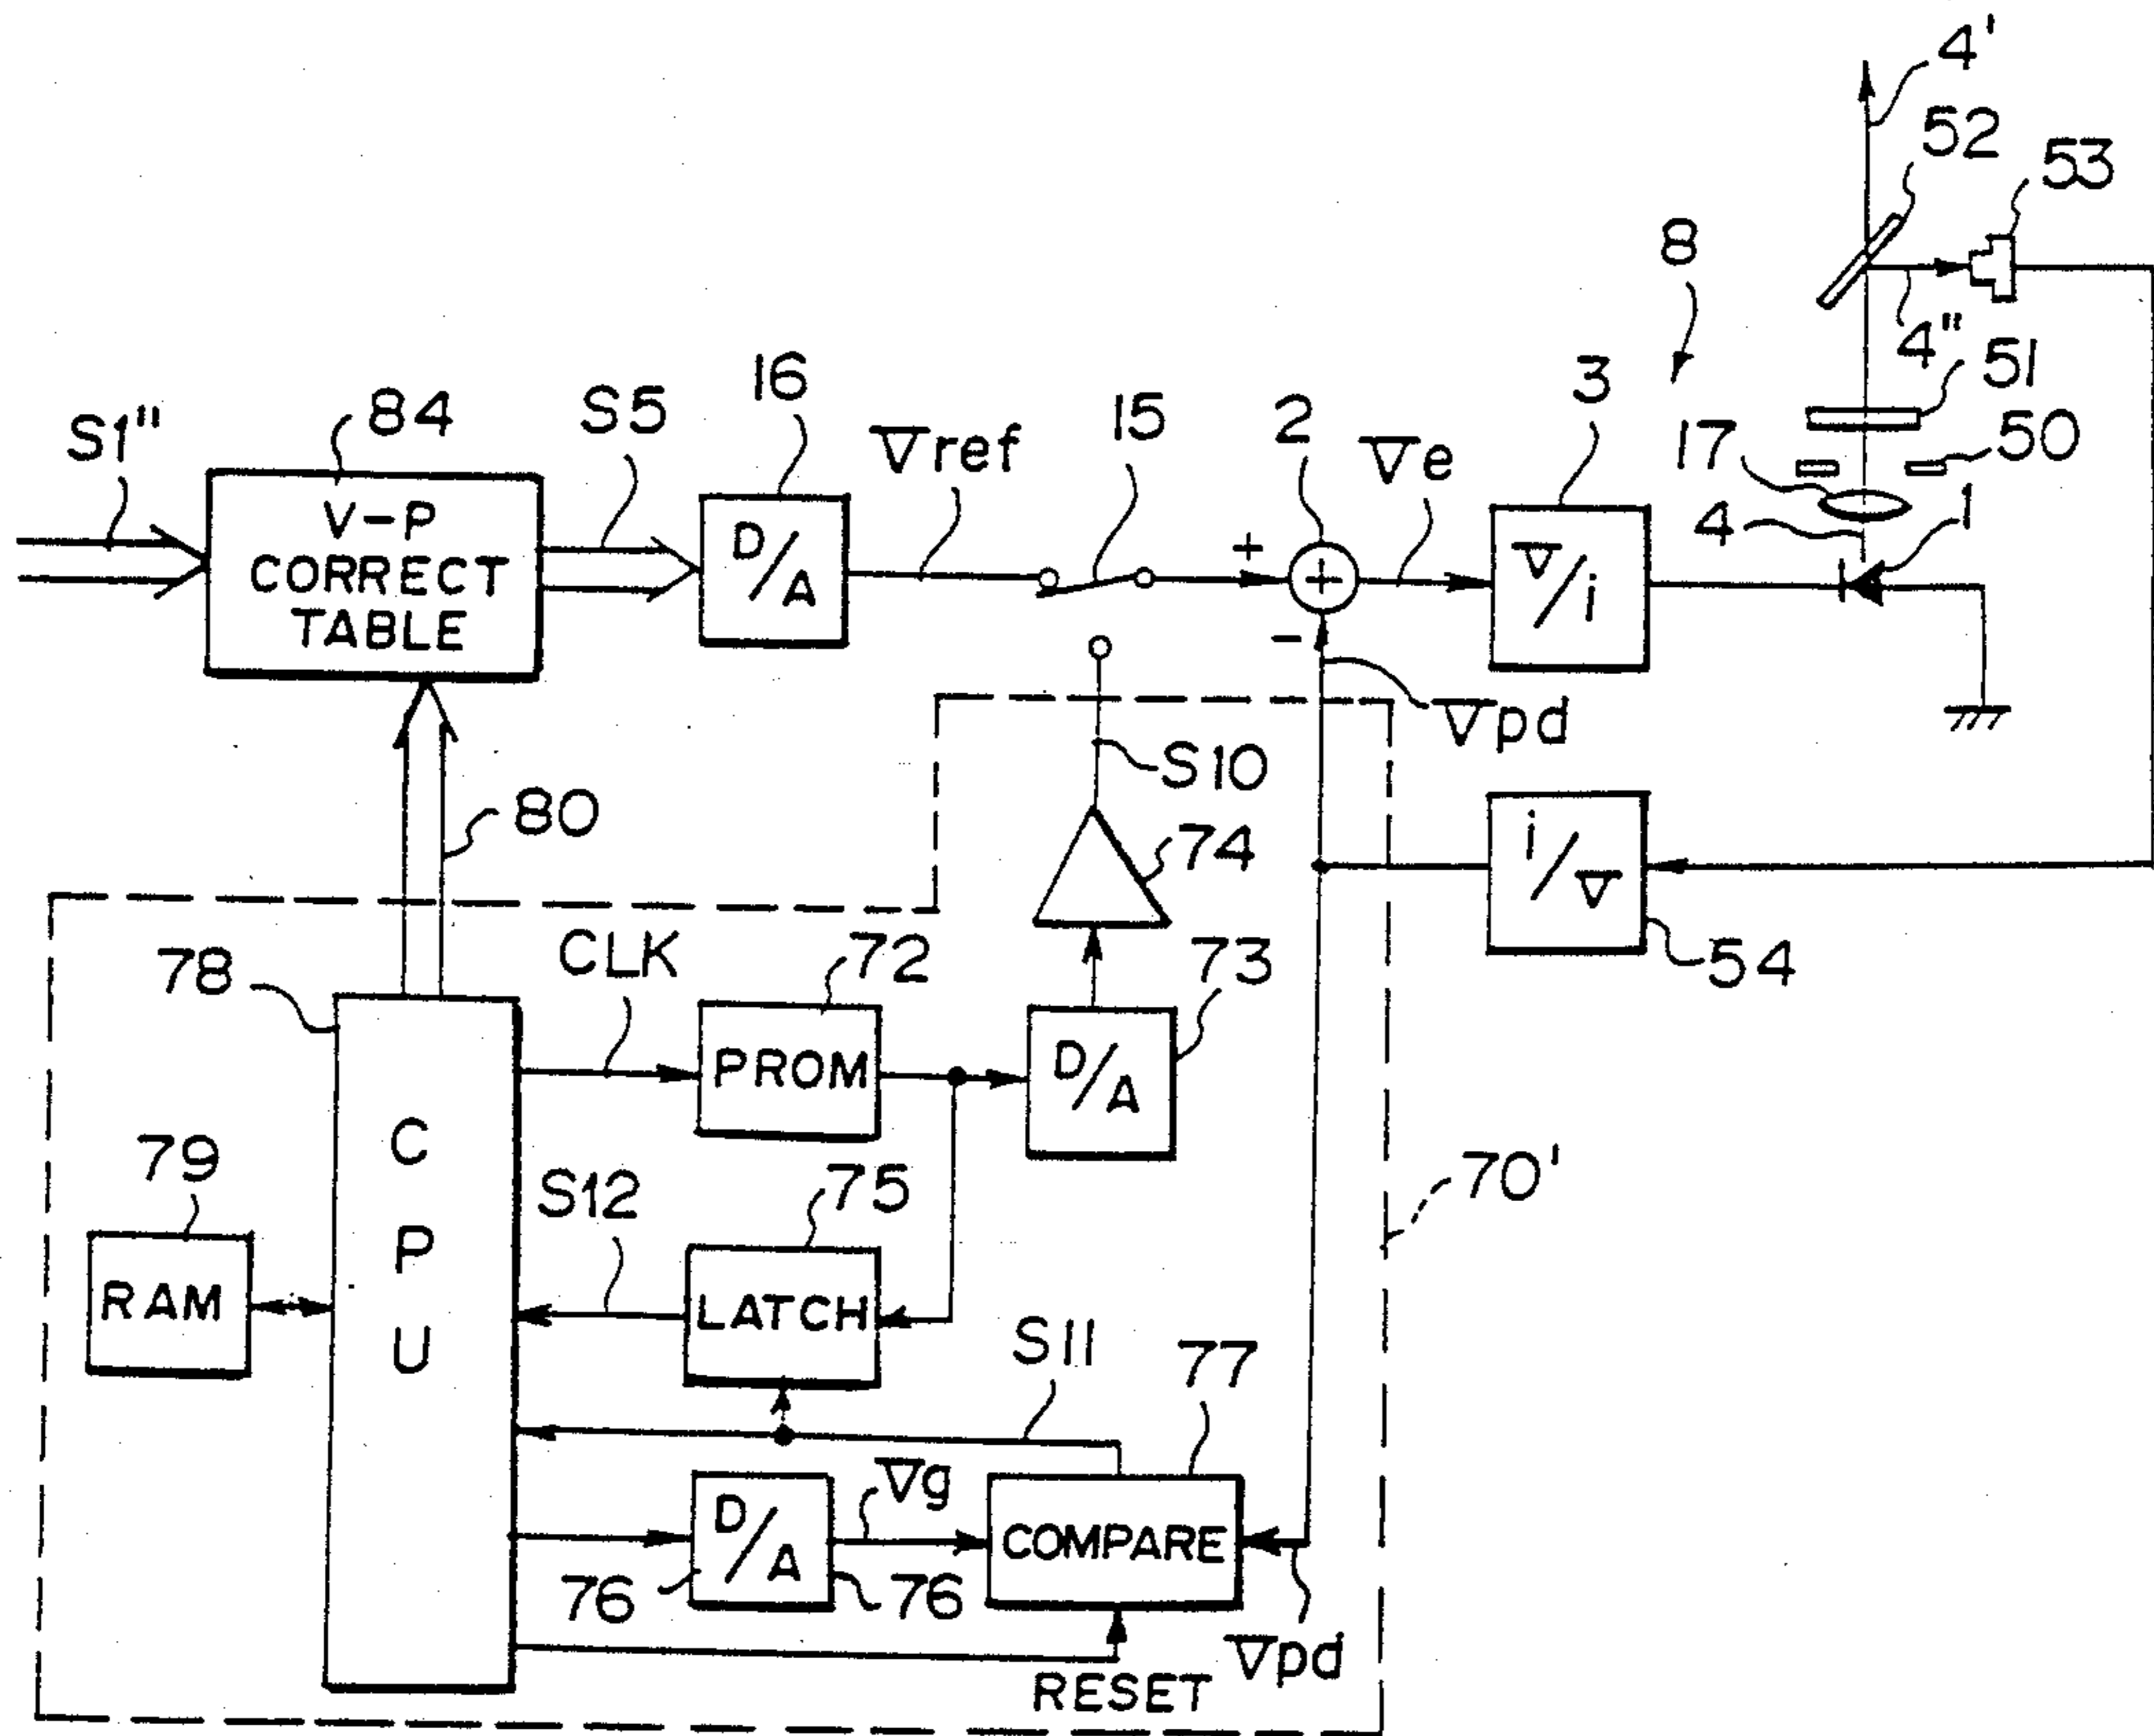 4'
52
53
8
4"
51
3
16
S5
84
S1"
Vref
15
2
Ve
17
50
4
1
V-P
CORRECT
TABLE
D/A
+
+
V/i
-
Vpd
S10
80
74
i/V
54
CLK
72
78
73
PROM
D/A
C
P
U
79
S12
75
70'
RAM
LATCH
S11
77
Vg
D/A
COMPARE
76
76
Vpd
RESET